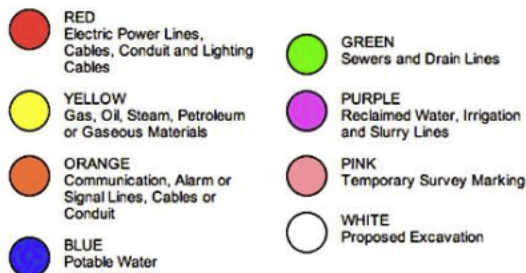 RED
Electric Power Lines,
Cables, Conduit and Lighting
Cables
YELLOW
Gas, Oil, Steam, Petroleum
or Gaseous Materials
ORANGE
Communication, Alarm or
Signal Lines, Cables or
Conduit
BLUE
Potable Water
GREEN
Sewers and Drain Lines
PURPLE
Reclaimed Water, Irrigation
and Slurry Lines
PINK
Temporary Survey Marking
WHITE
Proposed Excavation